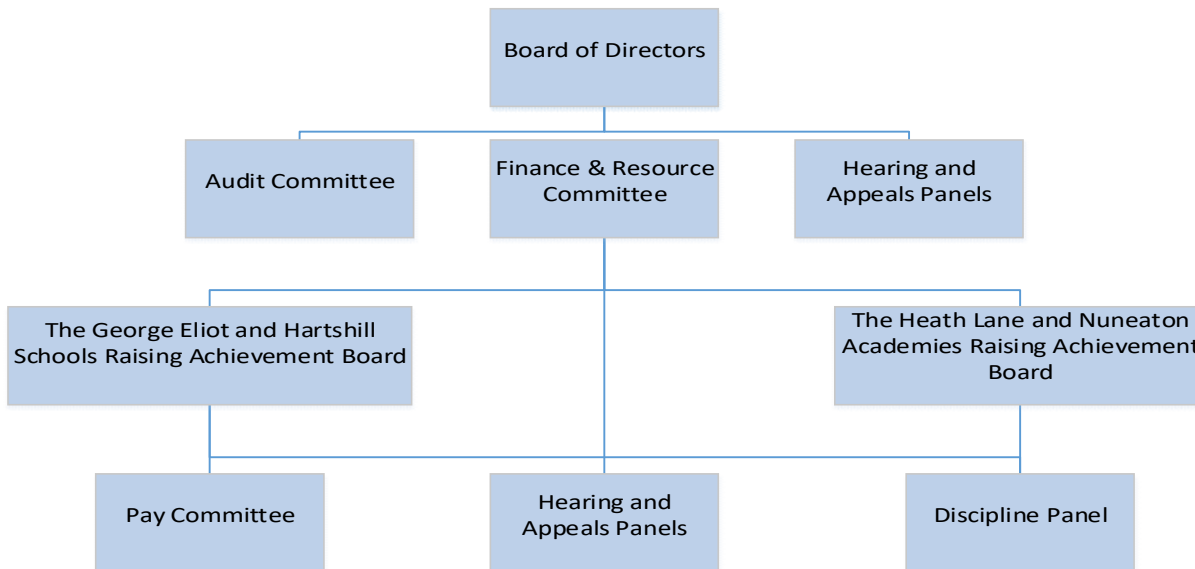 Board of Directors
Audit Committee
Finance & Resource
Committee
Hearing and
Appeals Panels
The George Eliot and Hartshill
Schools Raising Achievement Board
The Heath Lane and Nuneaton
Academies Raising Achievement
Board
Pay Committee
Hearing and
Appeals Panels
Discipline Panel